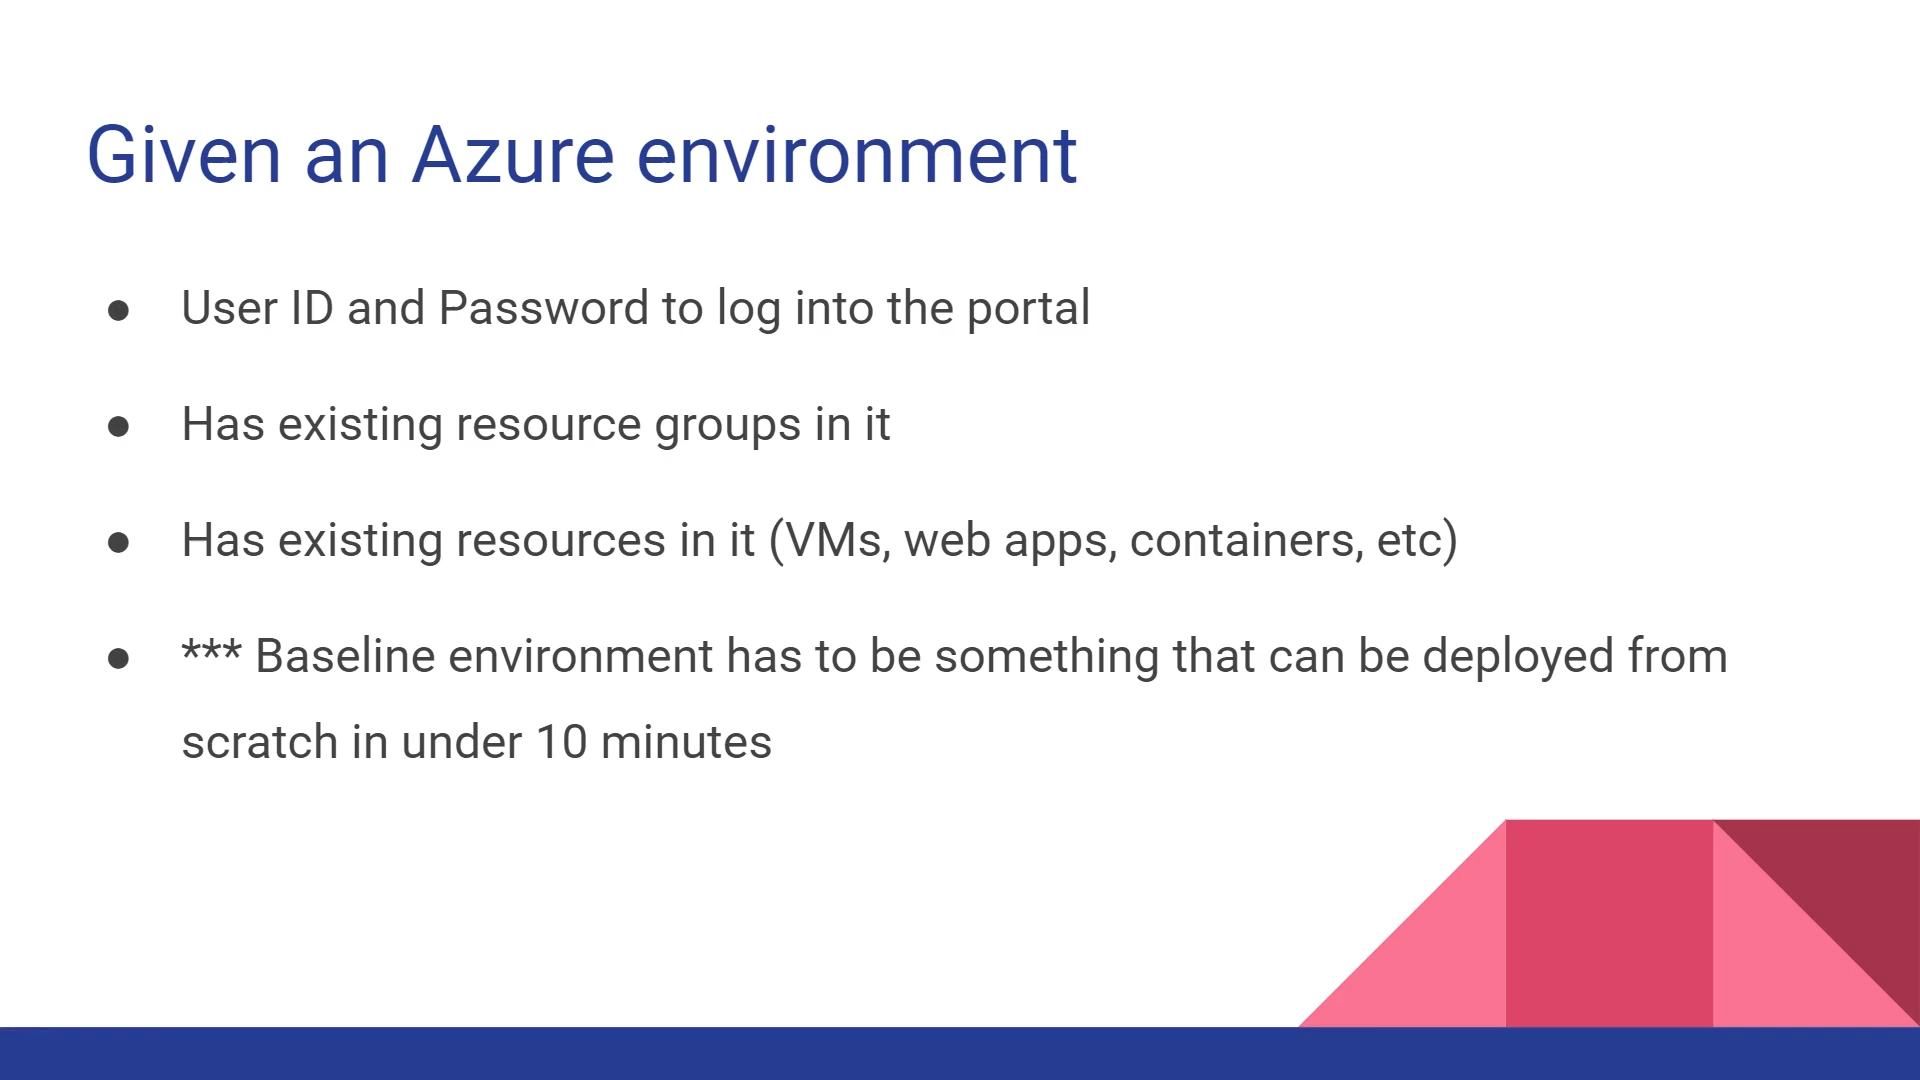 Given an Azure environment
● User ID and Password to log into the portal
● Has existing resource groups in it
● Has existing resources in it (VMs, web apps, containers, etc)
● *** Baseline environment has to be something that can be deployed from
scratch in under 10 minutes